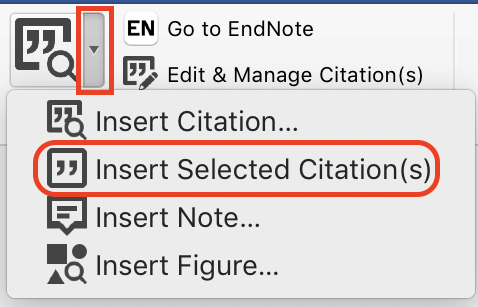 EN Go to EndNote
Edit & Manage Citation(s)
Insert Citation...
Insert Selected Citation(s)
Insert Note...
Insert Figure...